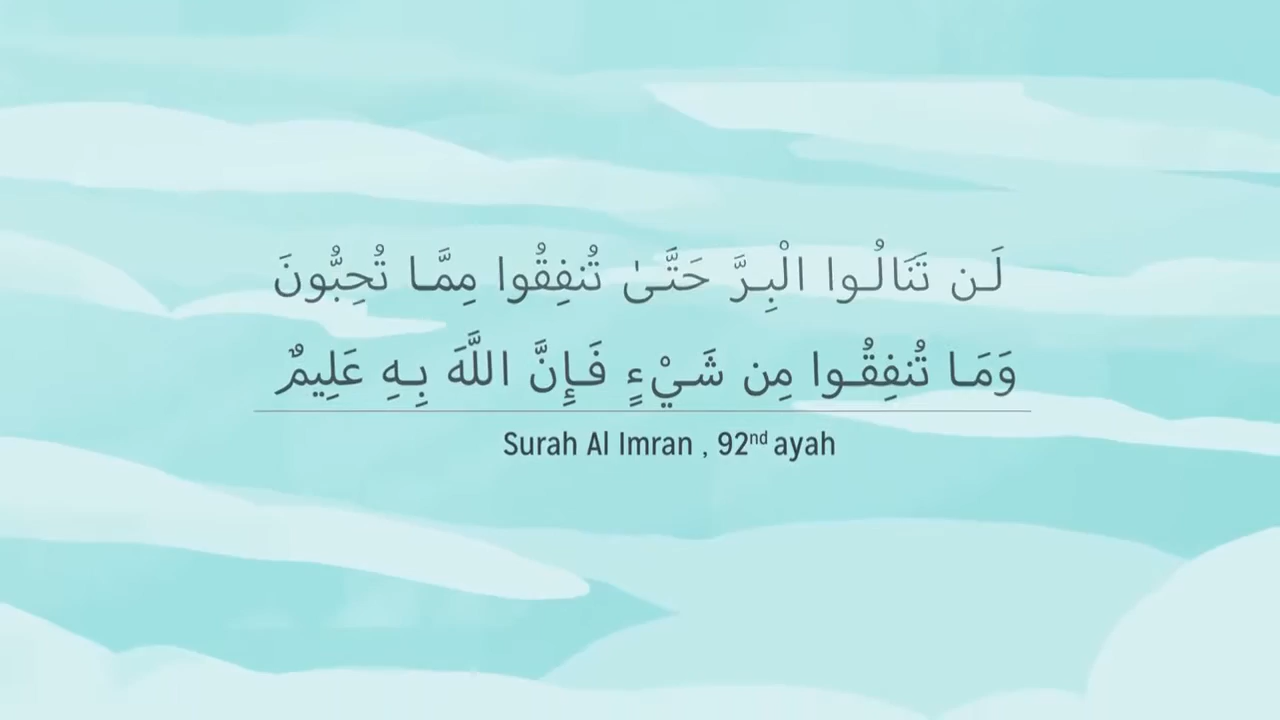 لَن تَنَالُوا الْبِرَّ حَتَّىٰ تُنفِقُوا مِمَّا تُحِبُّونَ
وَمَا تُنفِقُوا مِن شَيْءٍ فَإِنَّ اللَّهَ بِهِ عَلِيمٌ
Surah Al Imran , 92nd ayah